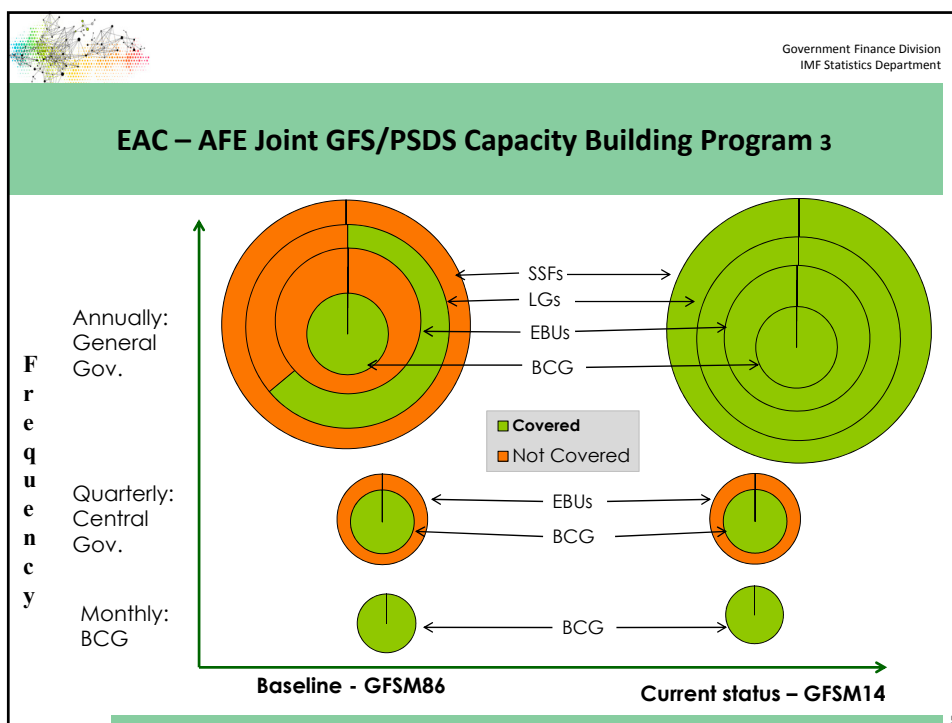 Government Finance Division
IMF Statistics Department
EAC – AFE Joint GFS/PSDS Capacity Building Program 3
Frequency
Annually:
General
Gov.
SSFs
LGs
EBUs
BCG
Covered
Not Covered
Quarterly:
Central
Gov.
EBUs
BCG
Monthly:
BCG
BCG
Baseline - GFSM86
Current status – GFSM14